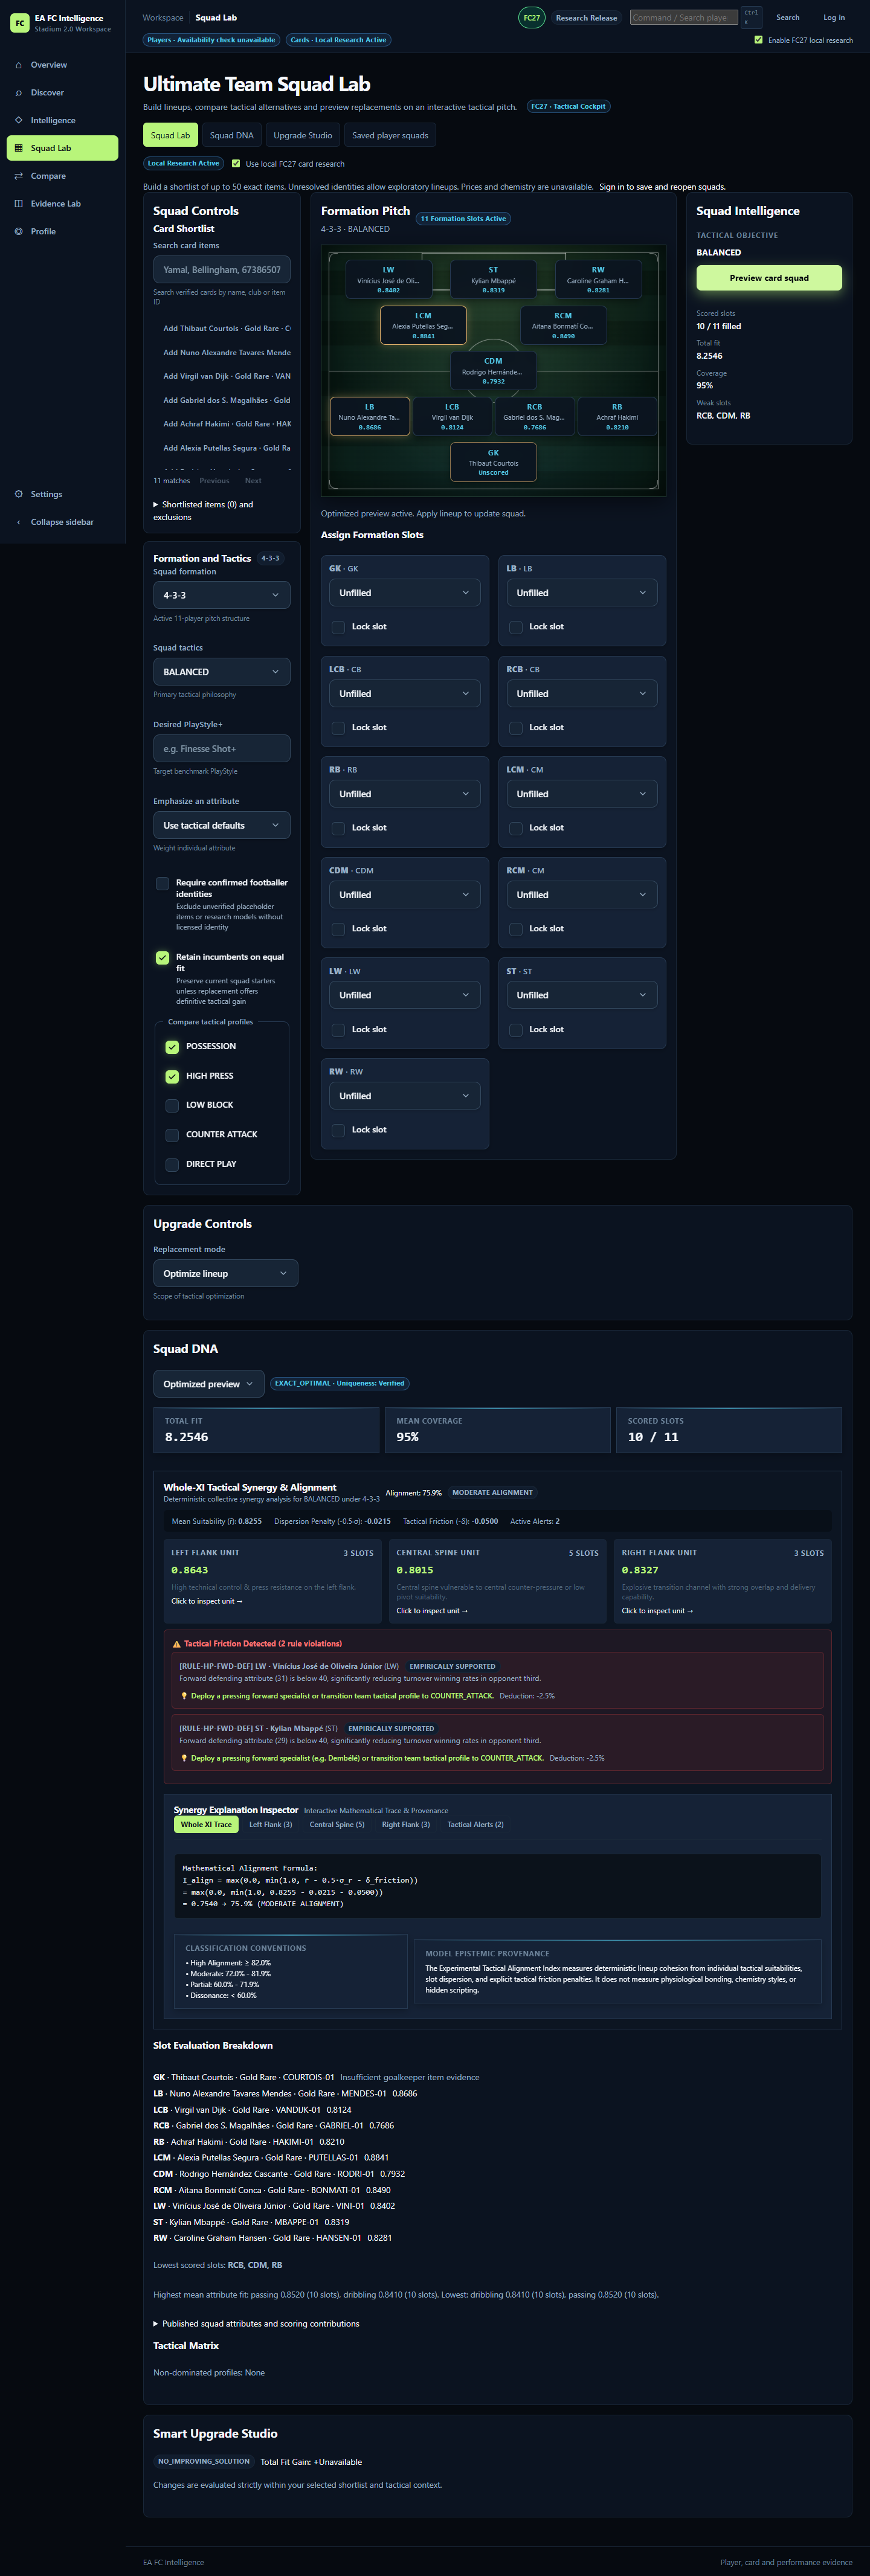 FC
EA FC Intelligence
Stadium 2.0 Workspace
Overview
Discover
Intelligence
Squad Lab
Compare
Evidence Lab
Profile
Settings
Collapse sidebar
Workspace
Squad Lab
FC27
Research Release
Command / Search playe
Ctrl K
Search
Log in
Players · Availability check unavailable
Cards · Local Research Active
Enable FC27 local research
Ultimate Team Squad Lab
Build lineups, compare tactical alternatives and preview replacements on an interactive tactical pitch.
FC27 · Tactical Cockpit
Squad Lab
Squad DNA
Upgrade Studio
Saved player squads
Local Research Active
Use local FC27 card research
Build a shortlist of up to 50 exact items. Unresolved identities allow exploratory lineups. Prices and chemistry are unavailable. Sign in to save and reopen squads.
Squad Controls
Card Shortlist
Search card items
Yamal, Bellingham, 67386507
Search verified cards by name, club or item
ID
Add Thibaut Courtois · Gold Rare · C
Add Nuno Alexandre Tavares Mende
Add Virgil van Dijk · Gold Rare · VAN
Add Gabriel dos S. Magalhães · Gold
Add Achraf Hakimi · Gold Rare · HAK
Add Alexia Putellas Segura · Gold Ra
11 matches
Previous
Next
▶ Shortlisted items (0) and
exclusions
Formation and Tactics
4-3-3
Squad formation
4-3-3
Active 11-player pitch structure
Squad tactics
BALANCED
Primary tactical philosophy
Desired PlayStyle+
e.g. Finesse Shot+
Target benchmark PlayStyle
Emphasize an attribute
Use tactical defaults
Weight individual attribute
Require confirmed footballer
identities
Exclude unverified placeholder
items or research models without
licensed identity
Retain incumbents on equal
fit
Preserve current squad starters
unless replacement offers
definitive tactical gain
Compare tactical profiles
POSSESSION
HIGH PRESS
LOW BLOCK
COUNTER ATTACK
DIRECT PLAY
Formation Pitch
11 Formation Slots Active
4-3-3 · BALANCED
LW
Vinícius José de Oli...
0.8402
ST
Kylian Mbappé
0.8319
RW
Caroline Graham H...
0.8281
LCM
Alexia Putellas Seg...
0.8841
RCM
Aitana Bonmatí Co...
0.8490
CDM
Rodrigo Hernánde...
0.7932
LB
Nuno Alexandre Ta...
0.8686
LCB
Virgil van Dijk
0.8124
RCB
Gabriel dos S. Mag...
0.7686
RB
Achraf Hakimi
0.8210
GK
Thibaut Courtois
Unscored
Optimized preview active. Apply lineup to update squad.
Assign Formation Slots
GK · GK
Unfilled
Lock slot
LB · LB
Unfilled
Lock slot
LCB · CB
Unfilled
Lock slot
RCB · CB
Unfilled
Lock slot
RB · RB
Unfilled
Lock slot
LCM · CM
Unfilled
Lock slot
CDM · CDM
Unfilled
Lock slot
RCM · CM
Unfilled
Lock slot
LW · LW
Unfilled
Lock slot
ST · ST
Unfilled
Lock slot
RW · RW
Unfilled
Lock slot
Squad Intelligence
TACTICAL OBJECTIVE
BALANCED
Preview card squad
Scored slots
10 / 11 filled
Total fit
8.2546
Coverage
95%
Weak slots
RCB, CDM, RB
Upgrade Controls
Replacement mode
Optimize lineup
Scope of tactical optimization
Squad DNA
Optimized preview
EXACT_OPTIMAL · Uniqueness: Verified
TOTAL FIT
8.2546
MEAN COVERAGE
95%
SCORED SLOTS
10 / 11
Whole-XI Tactical Synergy & Alignment
Deterministic collective synergy analysis for BALANCED under 4-3-3
Alignment: 75.9%
MODERATE ALIGNMENT
Mean Suitability (r̄): 0.8255
Dispersion Penalty (-0.5·σ): -0.0215
Tactical Friction (-δ): -0.0500
Active Alerts: 2
LEFT FLANK UNIT
3 SLOTS
0.8643
High technical control & press resistance on the left flank.
Click to inspect unit →
CENTRAL SPINE UNIT
5 SLOTS
0.8015
Central spine vulnerable to central counter-pressure or low
pivot suitability.
Click to inspect unit →
RIGHT FLANK UNIT
3 SLOTS
0.8327
Explosive transition channel with strong overlap and delivery
capability.
Click to inspect unit →
⚠️ Tactical Friction Detected (2 rule violations)
[RULE-HP-FWD-DEF] LW · Vinícius José de Oliveira Júnior (LW)
EMPIRICALLY SUPPORTED
Forward defending attribute (31) is below 40, significantly reducing turnover winning rates in opponent third.
💡 Deploy a pressing forward specialist or transition team tactical profile to COUNTER_ATTACK. Deduction: -2.5%
[RULE-HP-FWD-DEF] ST · Kylian Mbappé (ST)
EMPIRICALLY SUPPORTED
Forward defending attribute (29) is below 40, significantly reducing turnover winning rates in opponent third.
💡 Deploy a pressing forward specialist (e.g. Dembélé) or transition team tactical profile to COUNTER_ATTACK. Deduction: -2.5%
Synergy Explanation Inspector
Interactive Mathematical Trace & Provenance
Whole XI Trace
Left Flank (3)
Central Spine (5)
Right Flank (3)
Tactical Alerts (2)
Mathematical Alignment Formula:
I_align = max(0.0, min(1.0, r̄ - 0.5·σ_r - δ_friction))
= max(0.0, min(1.0, 0.8255 - 0.0215 - 0.0500))
= 0.7540 → 75.9% (MODERATE ALIGNMENT)
CLASSIFICATION CONVENTIONS
• High Alignment: ≥ 82.0%
• Moderate: 72.0% - 81.9%
• Partial: 60.0% - 71.9%
• Dissonance: < 60.0%
MODEL EPISTEMIC PROVENANCE
The Experimental Tactical Alignment Index measures deterministic lineup cohesion from individual tactical suitabilities,
slot dispersion, and explicit tactical friction penalties. It does not measure physiological bonding, chemistry styles, or
hidden scripting.
Slot Evaluation Breakdown
GK · Thibaut Courtois · Gold Rare · COURTOIS-01 Insufficient goalkeeper item evidence
LB · Nuno Alexandre Tavares Mendes · Gold Rare · MENDES-01 0.8686
LCB · Virgil van Dijk · Gold Rare · VANDIJK-01 0.8124
RCB · Gabriel dos S. Magalhães · Gold Rare · GABRIEL-01 0.7686
RB · Achraf Hakimi · Gold Rare · HAKIMI-01 0.8210
LCM · Alexia Putellas Segura · Gold Rare · PUTELLAS-01 0.8841
CDM · Rodrigo Hernández Cascante · Gold Rare · RODRI-01 0.7932
RCM · Aitana Bonmatí Conca · Gold Rare · BONMATI-01 0.8490
LW · Vinícius José de Oliveira Júnior · Gold Rare · VINI-01 0.8402
ST · Kylian Mbappé · Gold Rare · MBAPPE-01 0.8319
RW · Caroline Graham Hansen · Gold Rare · HANSEN-01 0.8281
Lowest scored slots: RCB, CDM, RB
Highest mean attribute fit: passing 0.8520 (10 slots), dribbling 0.8410 (10 slots). Lowest: dribbling 0.8410 (10 slots), passing 0.8520 (10 slots).
▶ Published squad attributes and scoring contributions
Tactical Matrix
Non-dominated profiles: None
Smart Upgrade Studio
NO_IMPROVING_SOLUTION
Total Fit Gain: +Unavailable
Changes are evaluated strictly within your selected shortlist and tactical context.
EA FC Intelligence
Player, card and performance evidence